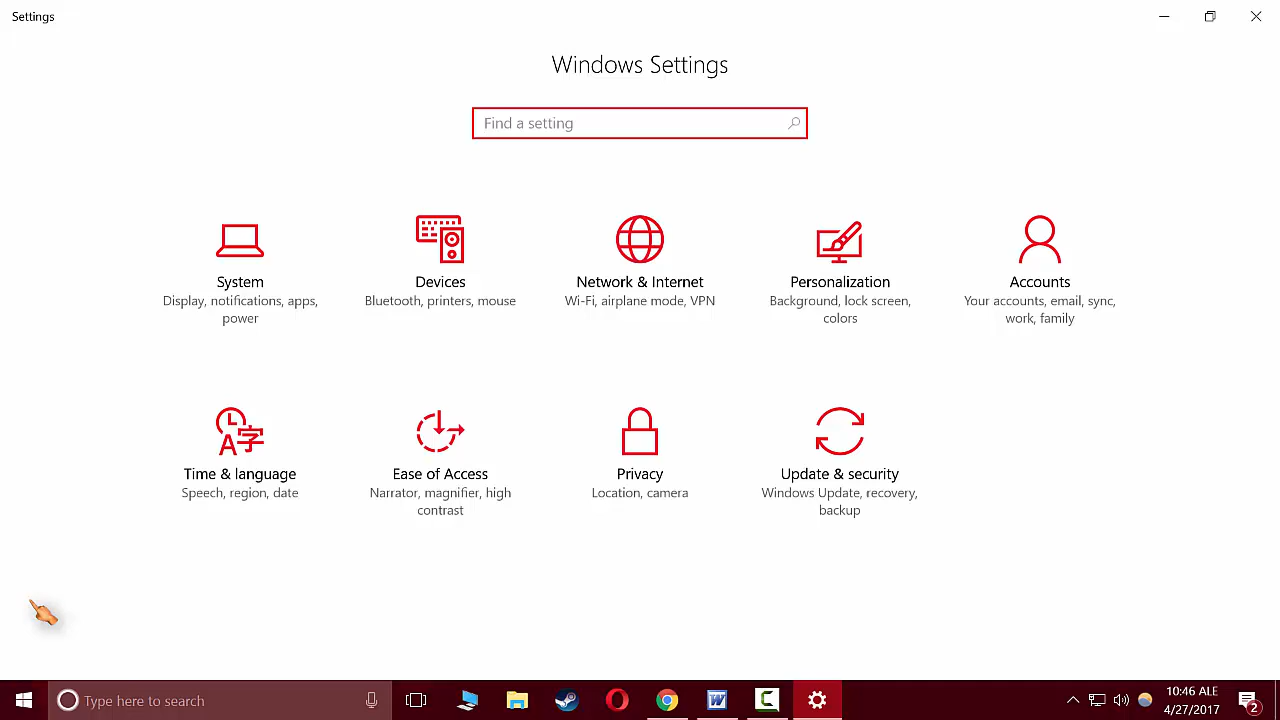 Settings
Windows Settings
Find a setting
System
Display, notifications, apps,
power
Devices
Bluetooth, printers, mouse
Network & Internet
Wi-Fi, airplane mode, VPN
Personalization
Background, lock screen,
colors
Accounts
Your accounts, email, sync,
work, family
Time & language
Speech, region, date
Ease of Access
Narrator, magnifier, high
contrast
Privacy
Location, camera
Update & security
Windows Update, recovery,
backup
Type here to search
10:46 ALE
4/27/2017
2